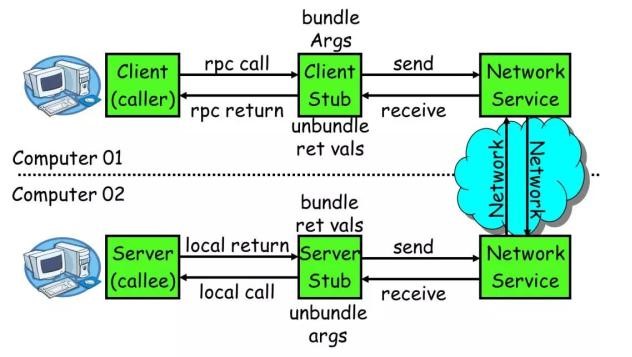 bundle
Args
Client
(caller)
rpc call
rpc return
Client
Stub
send
receive
Network
Service
unbundle
ret vals
Computer 01
Network
Network
Computer 02
bundle
ret vals
Server
(callee)
local return
local call
Server
Stub
send
receive
Network
Service
unbundle
args